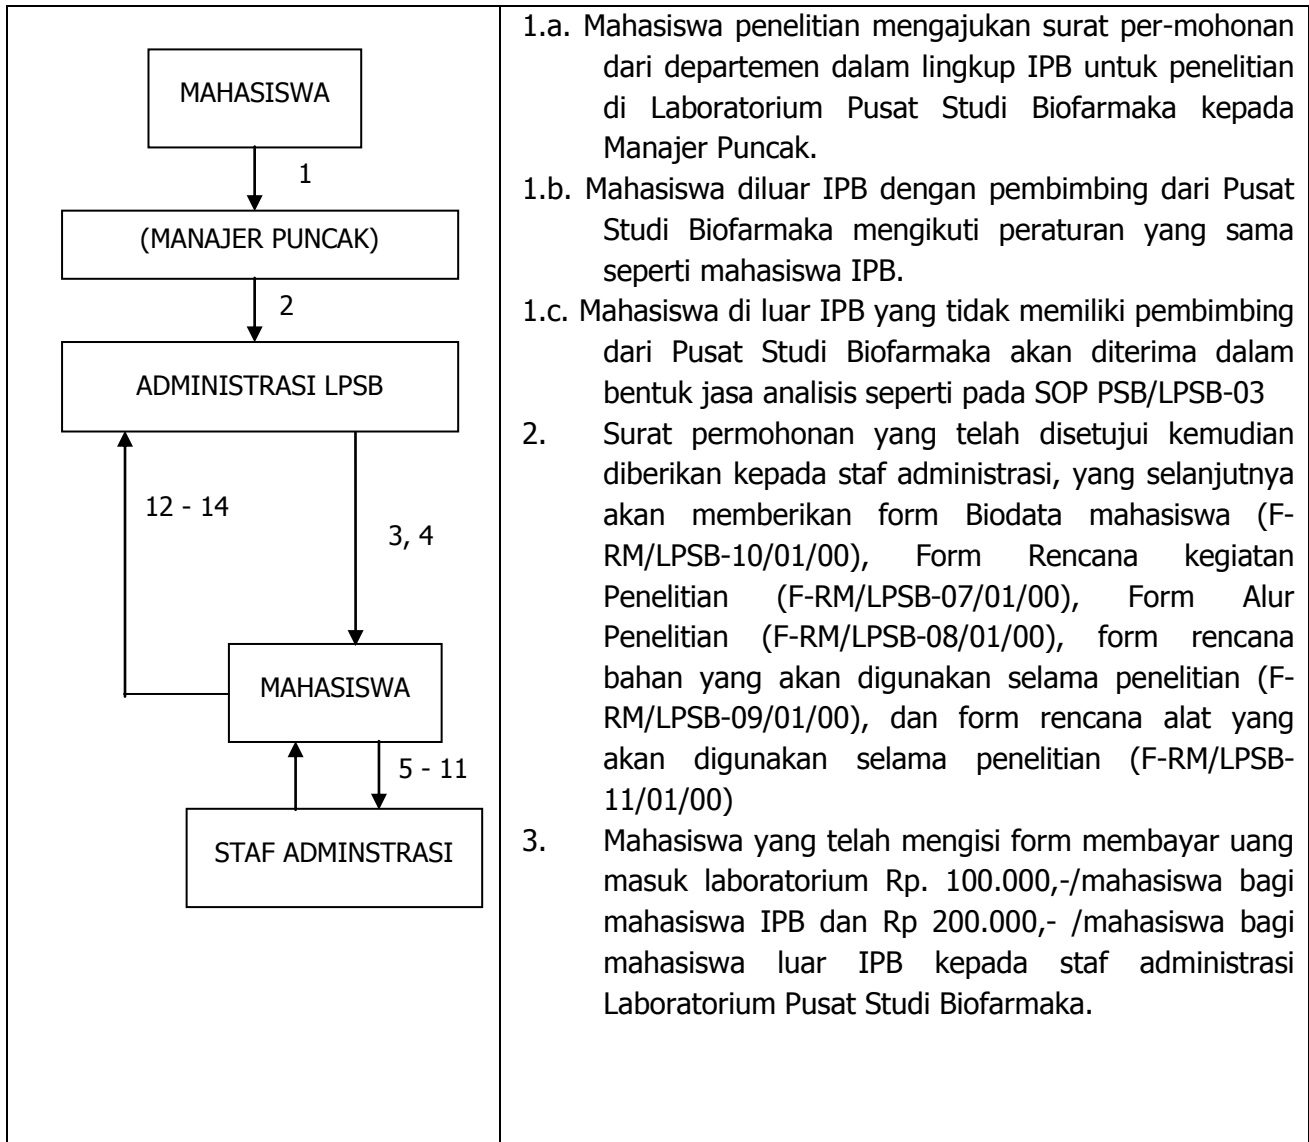 MAHASISWA
1
(MANAJER PUNCAK)
2
ADMINISTRASI LPSB
12 - 14
3, 4
MAHASISWA
5 - 11
STAF ADMINSTRASI
1.a. Mahasiswa penelitian mengajukan surat per-mohonan
dari departemen dalam lingkup IPB untuk penelitian
di Laboratorium Pusat Studi Biofarmaka kepada
Manajer Puncak.
1.b. Mahasiswa diluar IPB dengan pembimbing dari Pusat
Studi Biofarmaka mengikuti peraturan yang sama
seperti mahasiswa IPB.
1.c. Mahasiswa di luar IPB yang tidak memiliki pembimbing
dari Pusat Studi Biofarmaka akan diterima dalam
bentuk jasa analisis seperti pada SOP PSB/LPSB-03
2. Surat permohonan yang telah disetujui kemudian
diberikan kepada staf administrasi, yang selanjutnya
akan memberikan form Biodata mahasiswa (F-
RM/LPSB-10/01/00), Form Rencana kegiatan
Penelitian (F-RM/LPSB-07/01/00), Form Alur
Penelitian (F-RM/LPSB-08/01/00), form rencana
bahan yang akan digunakan selama penelitian (F-
RM/LPSB-09/01/00), dan form rencana alat yang
akan digunakan selama penelitian (F-RM/LPSB-
11/01/00)
3. Mahasiswa yang telah mengisi form membayar uang
masuk laboratorium Rp. 100.000,-/mahasiswa bagi
mahasiswa IPB dan Rp 200.000,- /mahasiswa bagi
mahasiswa luar IPB kepada staf administrasi
Laboratorium Pusat Studi Biofarmaka.